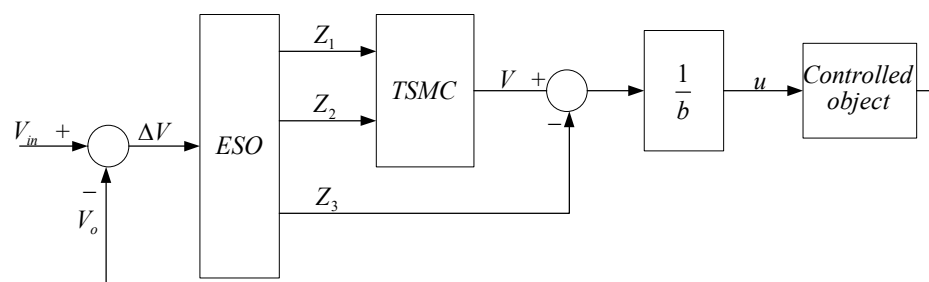 V_in + − V_o
ΔV
ESO
Z_1
Z_2
Z_3
TSMC
V + −
1/b
u
Controlled
object